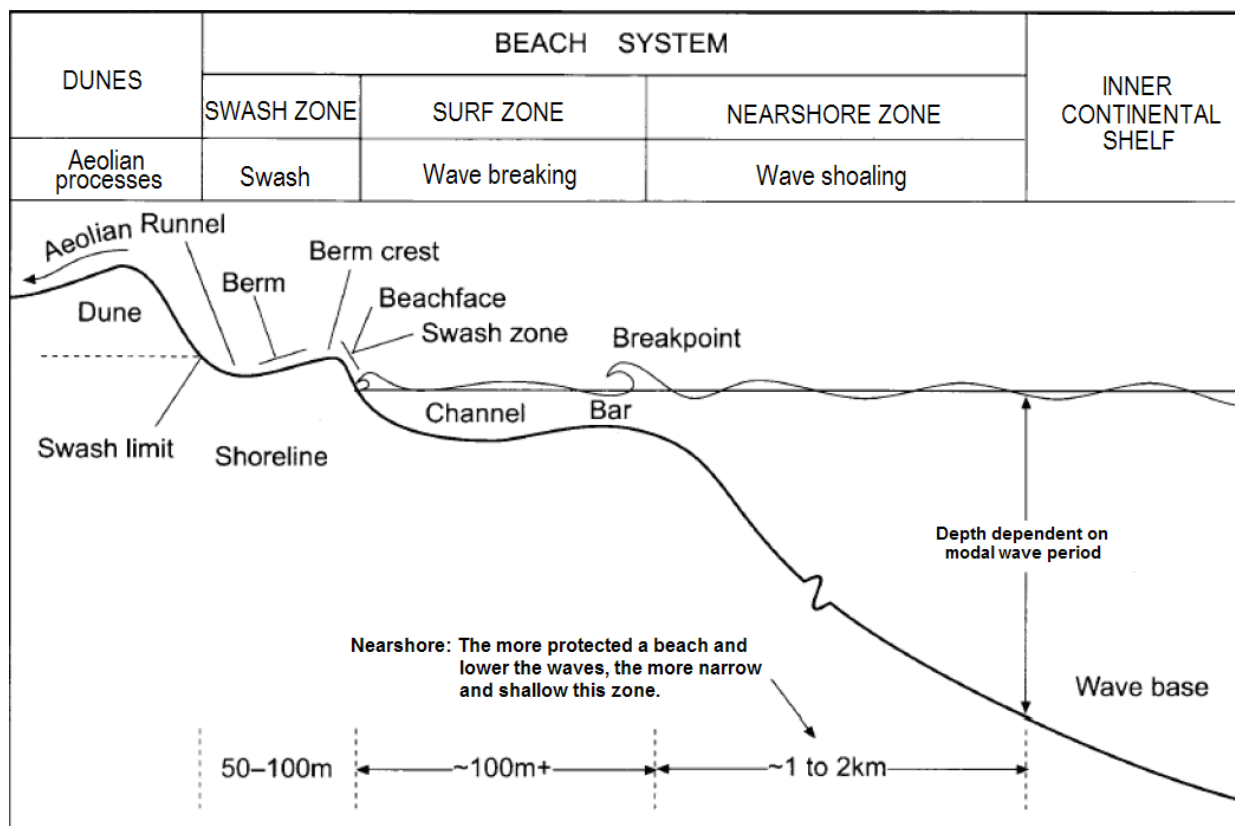 BEACH SYSTEM
DUNES
SWASH ZONE
SURF ZONE
NEARSHORE ZONE
INNER
CONTINENTAL
SHELF
Aeolian
processes
Swash
Wave breaking
Wave shoaling
Aeolian
Runnel
Berm crest
Berm
Beachface
Dune
Swash zone
Breakpoint
Channel
Bar
Swash limit
Shoreline
Depth dependent on
modal wave period
Nearshore: The more protected a beach and
lower the waves, the more narrow
and shallow this zone.
Wave base
50–100m
~100m+
~1 to 2km